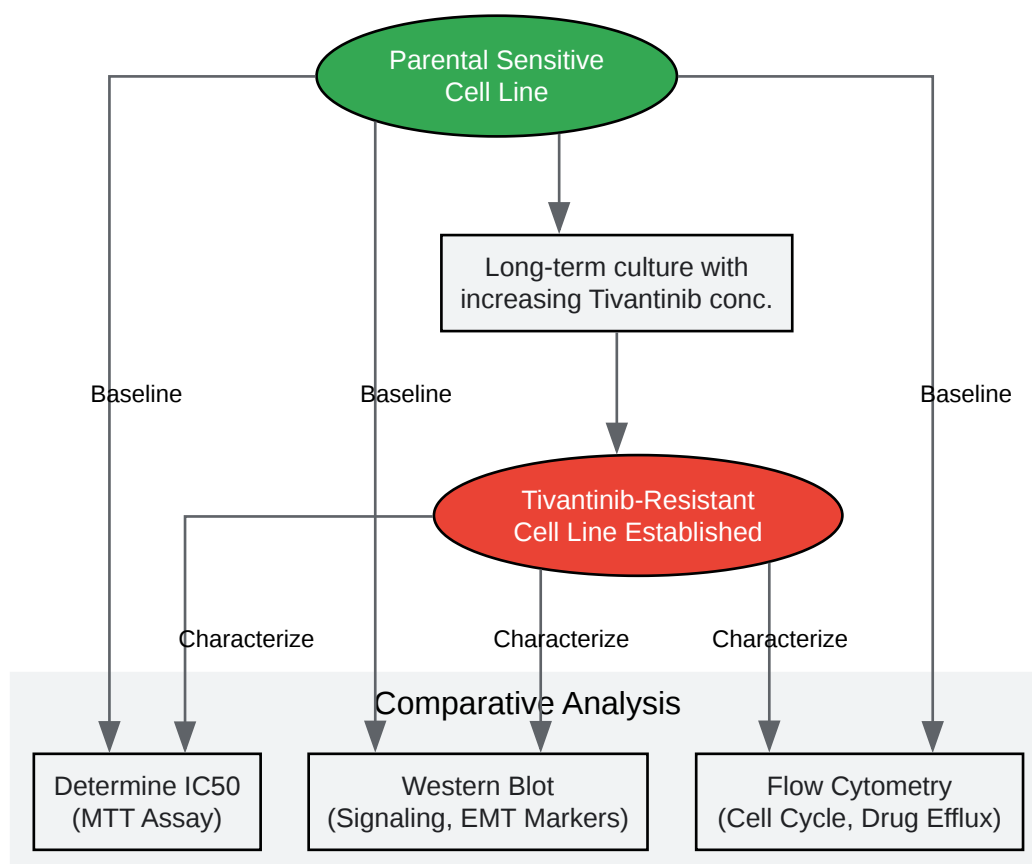 Parental Sensitive
Cell Line
Long-term culture with
increasing Tivantinib conc.
Baseline
Baseline
Baseline
Tivantinib-Resistant
Cell Line Established
Characterize
Characterize
Characterize
Comparative Analysis
Determine IC50
(MTT Assay)
Western Blot
(Signaling, EMT Markers)
Flow Cytometry
(Cell Cycle, Drug Efflux)